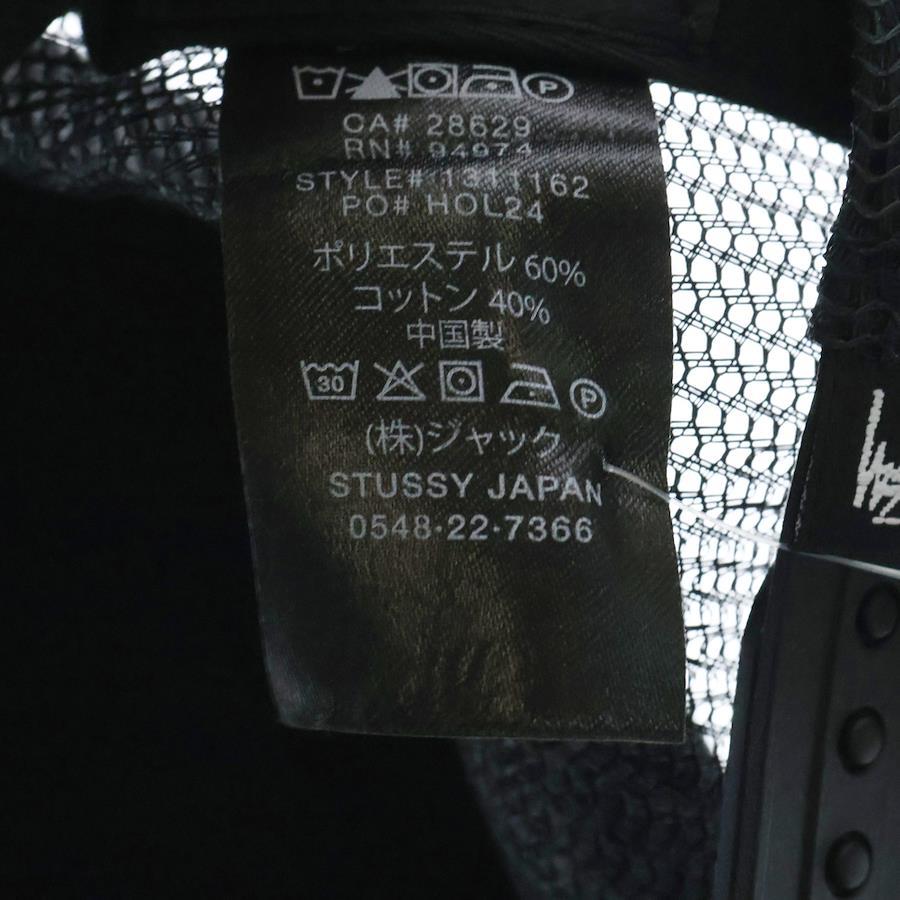 CA# 28629
RN# 94974
STYLE# 1311162
PO# HOL24
ポリエステル 60%
コットン 40%
中国製
30
P
(株)ジャック
STUSSY JAPAN
0548·22·7366